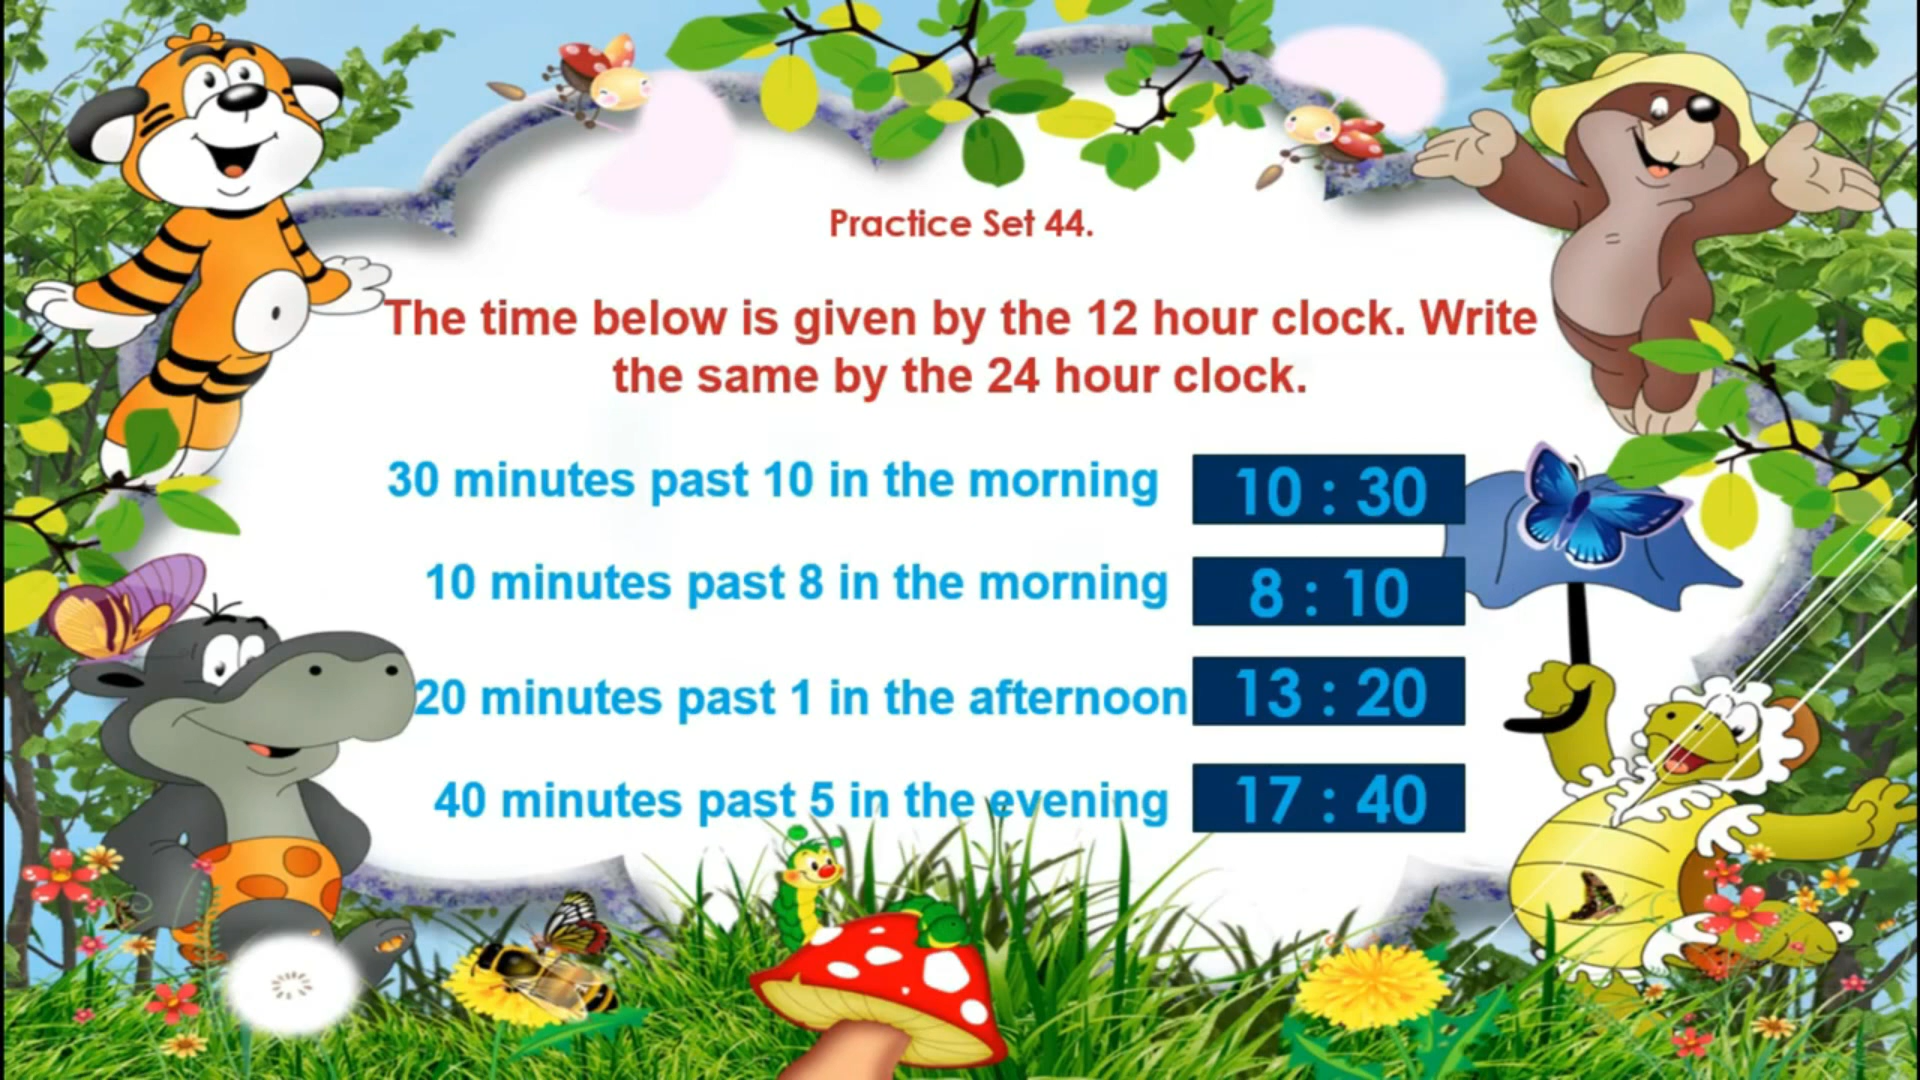 Practice Set 44.
The time below is given by the 12 hour clock. Write
the same by the 24 hour clock.
30 minutes past 10 in the morning 10 : 30
10 minutes past 8 in the morning 8 : 10
20 minutes past 1 in the afternoon 13 : 20
40 minutes past 5 in the evening 17 : 40